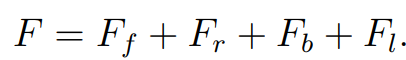 F = F_f + F_r + F_b + F_l.